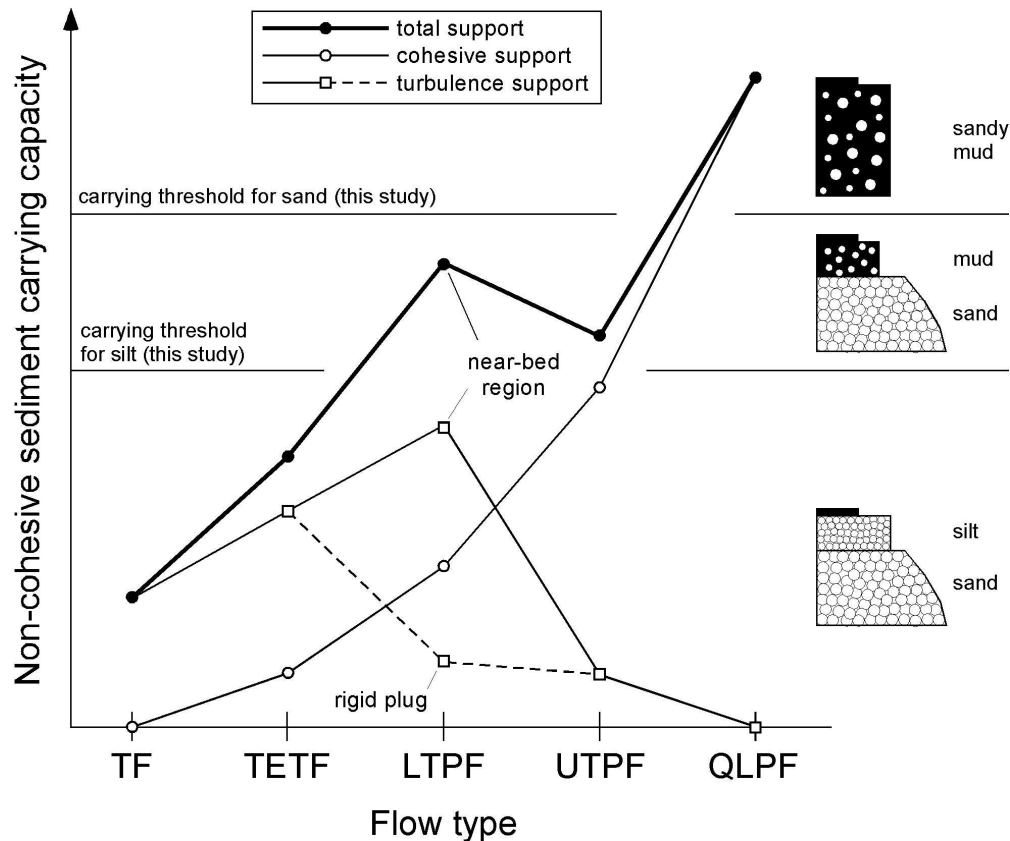 total support
cohesive support
turbulence support
Non-cohesive sediment carrying capacity
carrying threshold for sand (this study)
carrying threshold
for silt (this study)
near-bed
region
rigid plug
sandy
mud
mud
sand
silt
sand
TF TETF LTPF UTPF QLPF
Flow type